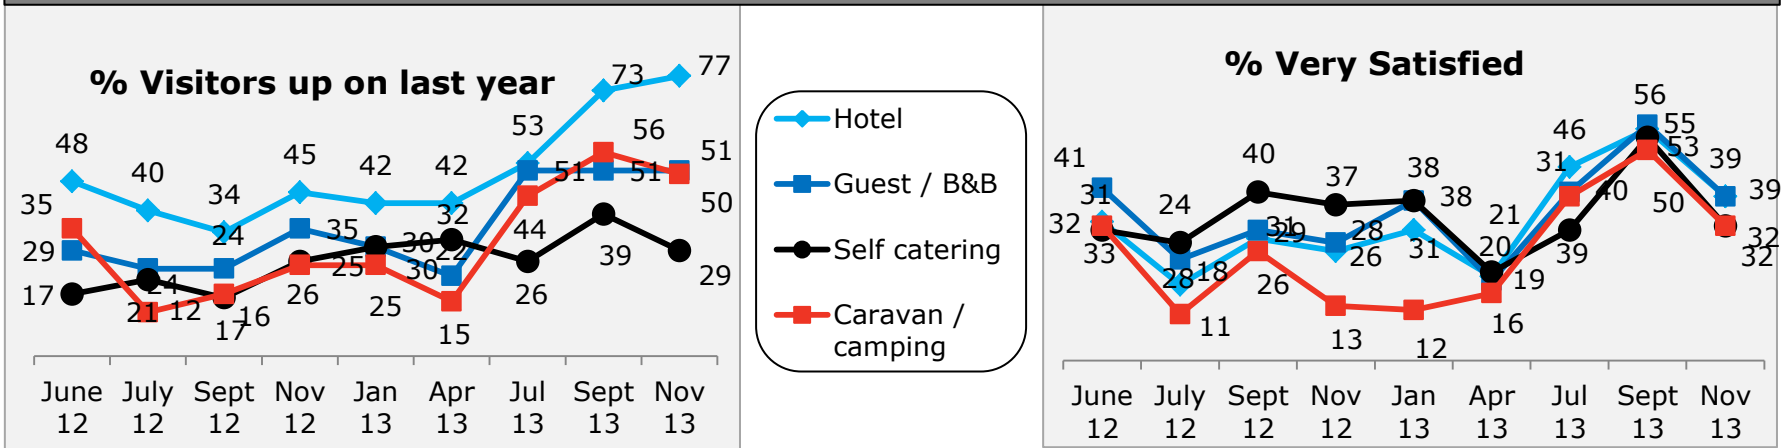 % Visitors up on last year
48
40
34
45
42
42
53
73
77
35
29
17
24
24
21
12
17
16
35
25
26
30
30
25
32
22
15
51
44
26
56
51
39
51
50
29
June 12
July 12
Sept 12
Nov 12
Jan 13
Apr 13
Jul 13
Sept 13
Nov 13
Hotel
Guest / B&B
Self catering
Caravan /
camping
% Very Satisfied
41
31
32
33
24
28
18
11
40
31
29
26
37
28
26
13
38
38
31
12
21
20
19
16
46
31
40
39
56
55
53
50
39
39
32
32
June 12
July 12
Sept 12
Nov 12
Jan 13
Apr 13
Jul 13
Sept 13
Nov 13